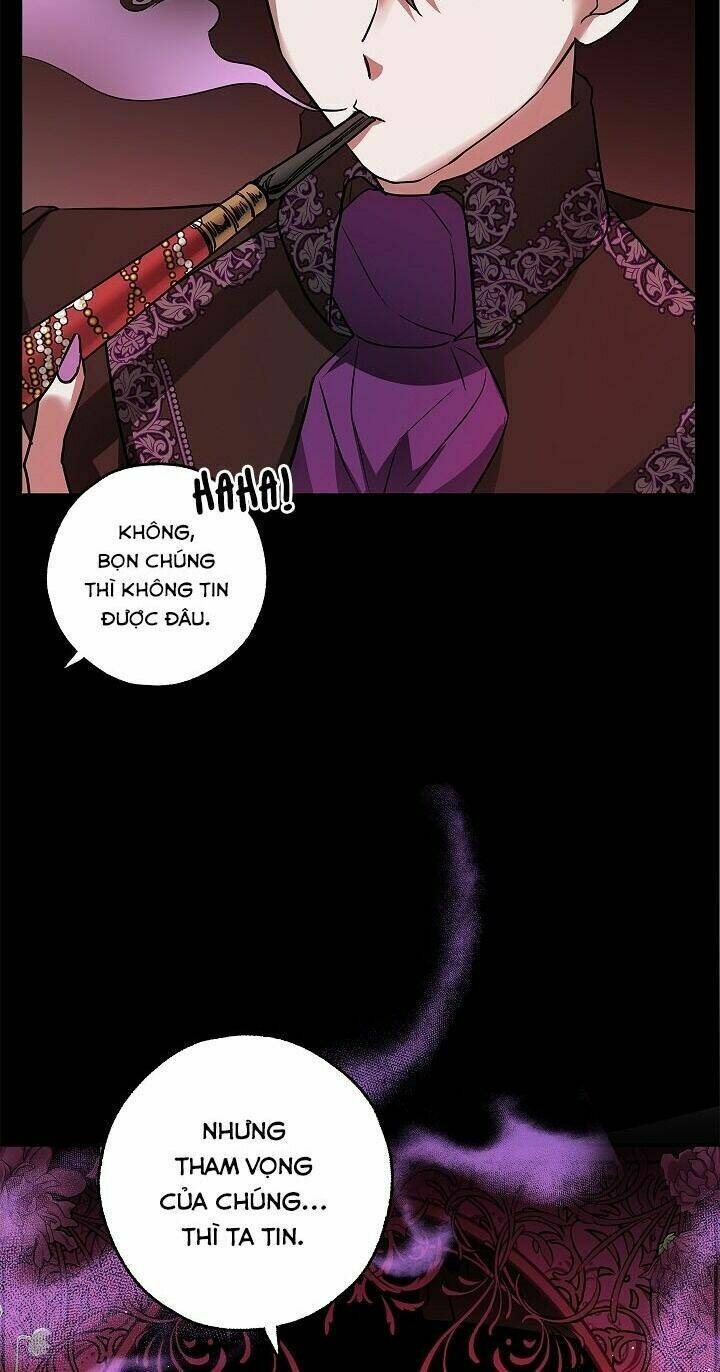 HAHA!
KHÔNG,
BỌN CHÚNG
THÌ KHÔNG TIN
ĐƯỢC ĐÂU.
NHƯNG
THAM VỌNG
CỦA CHÚNG...
THÌ TA TIN.